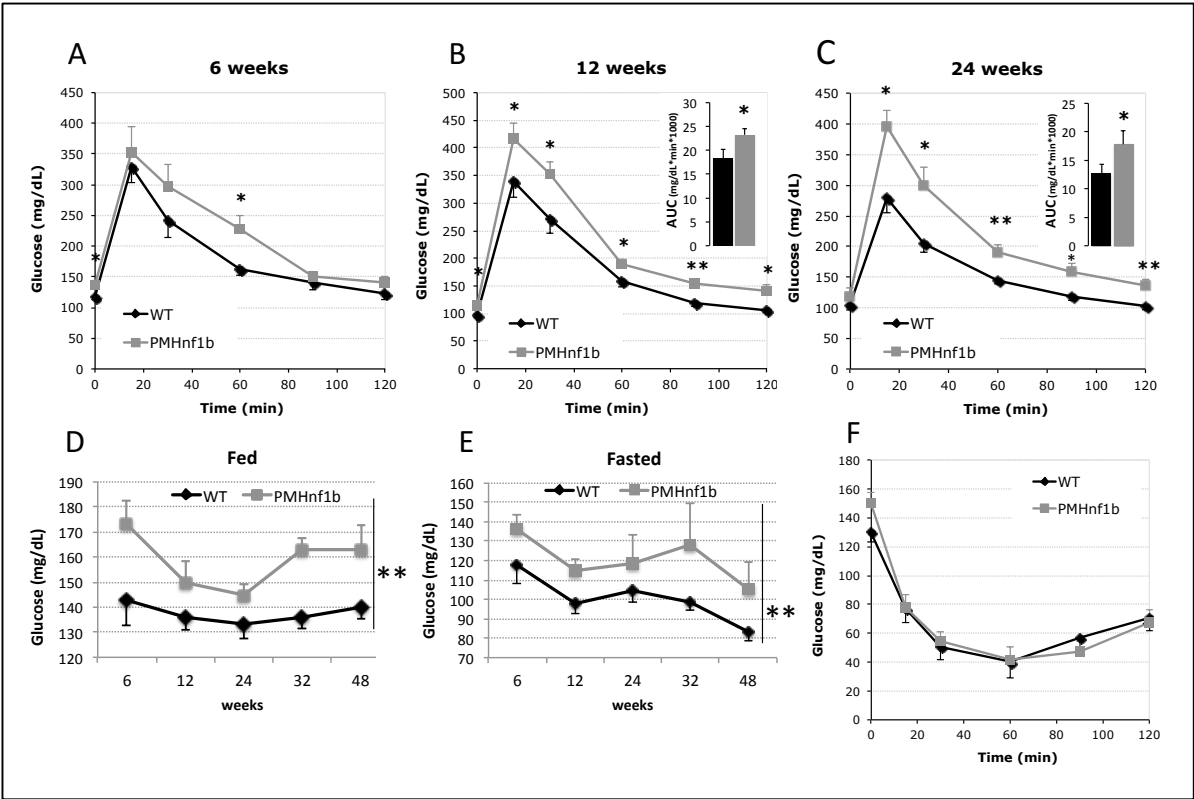 A
6 weeks
Glucose (mg/dL)
450
400
350
300
250
200
150
100
50
0
*
*
WT
PMHnf1b
0 20 40 60 80 100 120
Time (min)
B
12 weeks
Glucose (mg/dL)
500
450
400
350
300
250
200
150
100
50
0
*
*
*
*
**
*
WT
PMHnf1b
0 20 40 60 80 100 120
Time (min)
AUC (mg/dL*min*1000)
30
25
20
15
10
5
0
*
C
24 weeks
Glucose (mg/dL)
450
400
350
300
250
200
150
100
50
0
*
*
**
*
**
WT
PMHnf1b
0 20 40 60 80 100 120
Time (min)
AUC (mg/dL*min*1000)
25
20
15
10
5
0
*
D
Fed
WT PMHnf1b
Glucose (mg/dL)
190
180
170
160
150
140
130
120
**
6 12 24 32 48
weeks
E
Fasted
WT PMHnf1b
Glucose (mg/dL)
160
150
140
130
120
110
100
90
80
70
**
6 12 24 32 48
weeks
F
Glucose (mg/dL)
180
160
140
120
100
80
60
40
20
0
WT
PMHnf1b
0 20 40 60 80 100 120
Time (min)